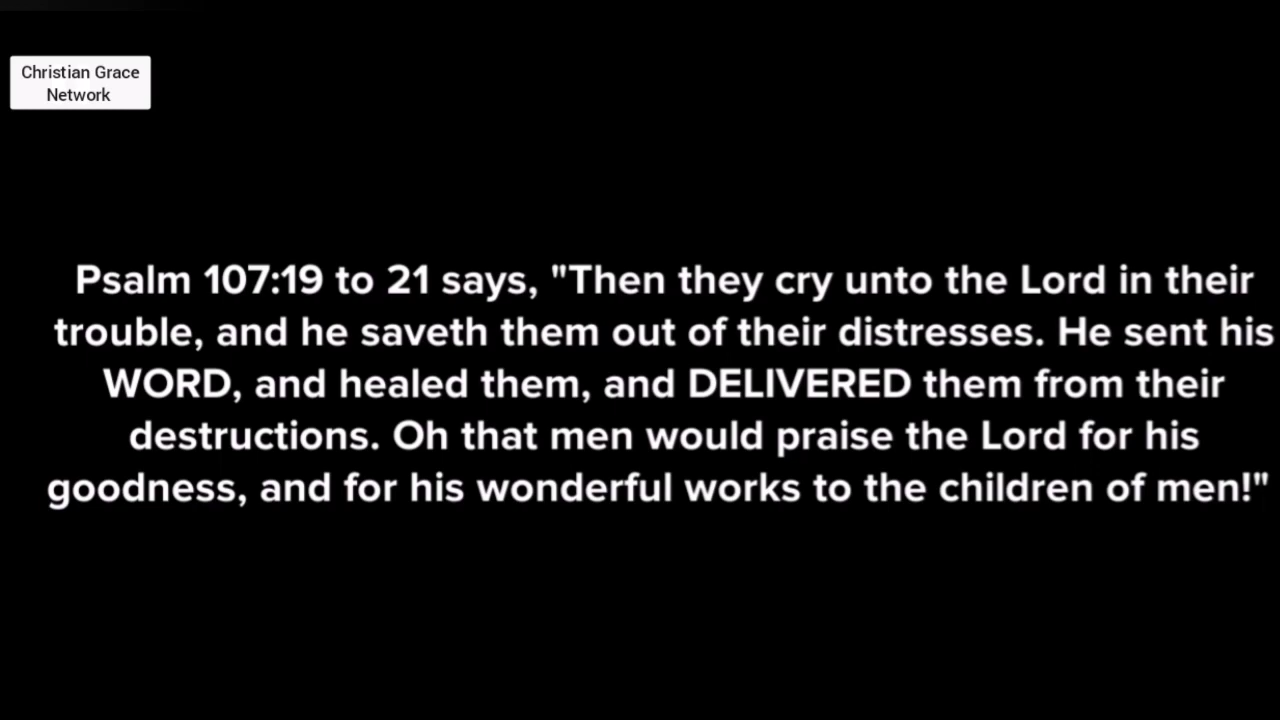 Christian Grace
Network
Psalm 107:19 to 21 says, "Then they cry unto the Lord in their
trouble, and he saveth them out of their distresses. He sent his
WORD, and healed them, and DELIVERED them from their
destructions. Oh that men would praise the Lord for his
goodness, and for his wonderful works to the children of men!"